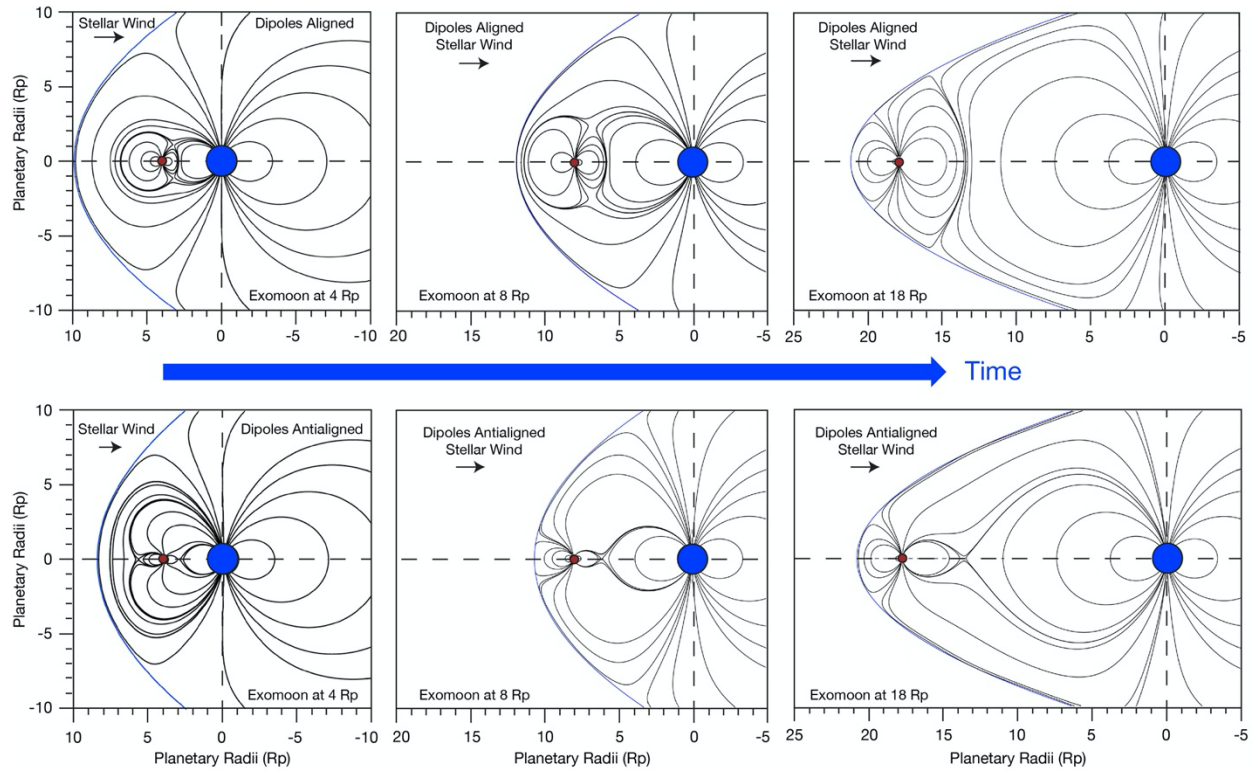 Stellar Wind
Dipoles Aligned
Exomoon at 4 Rp
10
5
0
-5
-10
Planetary Radii (Rp)
10
5
0
-5
-10
Dipoles Aligned
Stellar Wind
Exomoon at 8 Rp
20
15
10
5
0
-5
Dipoles Aligned
Stellar Wind
Exomoon at 18 Rp
25
20
15
10
5
0
-5
Time
Stellar Wind
Dipoles Antialigned
Exomoon at 4 Rp
10
5
0
-5
-10
Planetary Radii (Rp)
10
5
0
-5
-10
Planetary Radii (Rp)
Dipoles Antialigned
Stellar Wind
Exomoon at 8 Rp
20
15
10
5
0
-5
Planetary Radii (Rp)
Dipoles Antialigned
Stellar Wind
Exomoon at 18 Rp
25
20
15
10
5
0
-5
Planetary Radii (Rp)